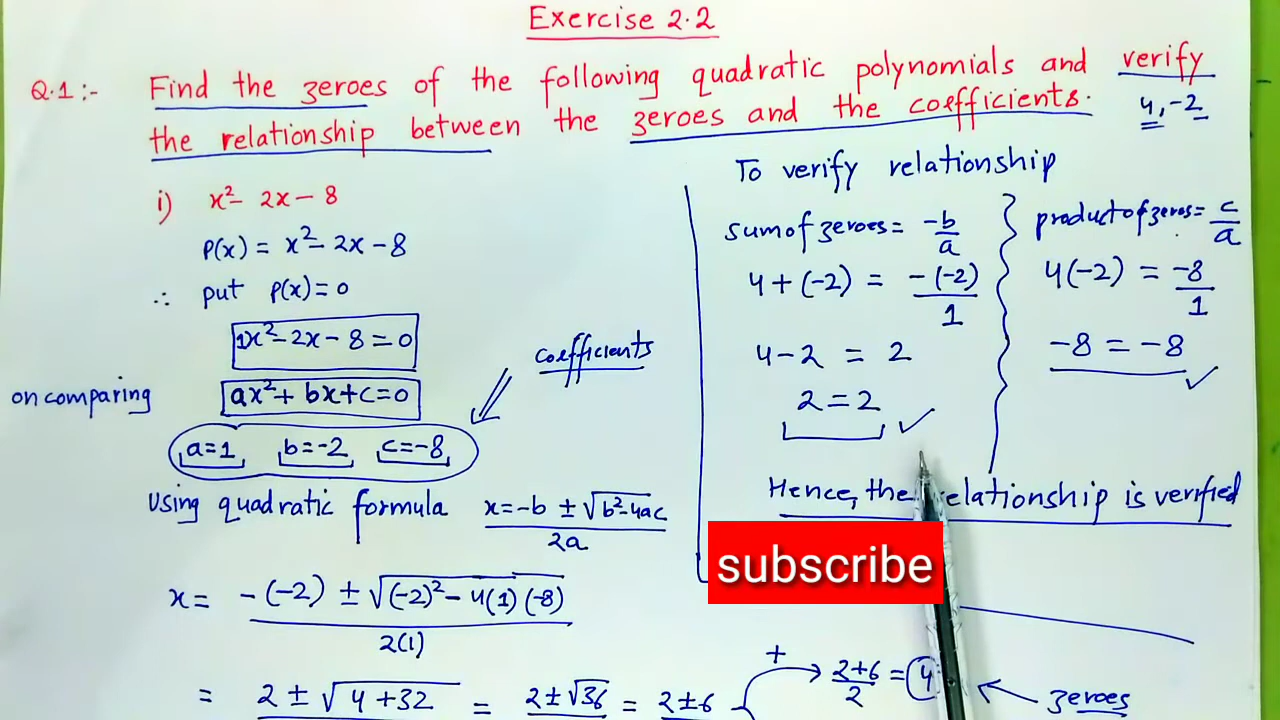 Exercise 2.2
Q.1:- Find the zeroes of the following quadratic polynomials and verify
the relationship between the zeroes and the coefficients.
4, -2
i) x² - 2x - 8
P(x) = x² - 2x - 8
∴ put P(x) = 0
1x² - 2x - 8 = 0
on comparing ax² + bx + c = 0
coefficients
a=1 b=-2 c=-8
Using quadratic formula x = -b ± √b² - 4ac / 2a
x = -(-2) ± √(-2)² - 4(1)(-8) / 2(1)
= 2 ± √4 + 32 = 2 ± √36 = 2 ± 6
+ 2+6/2 = 4
zeroes
To verify relationship
sum of zeroes = -b/a
4 + (-2) = -(-2)/1
4 - 2 = 2
2 = 2 ✓
product of zeros = c/a
4(-2) = -8/1
-8 = -8 ✓
Hence, the relationship is verified
subscribe